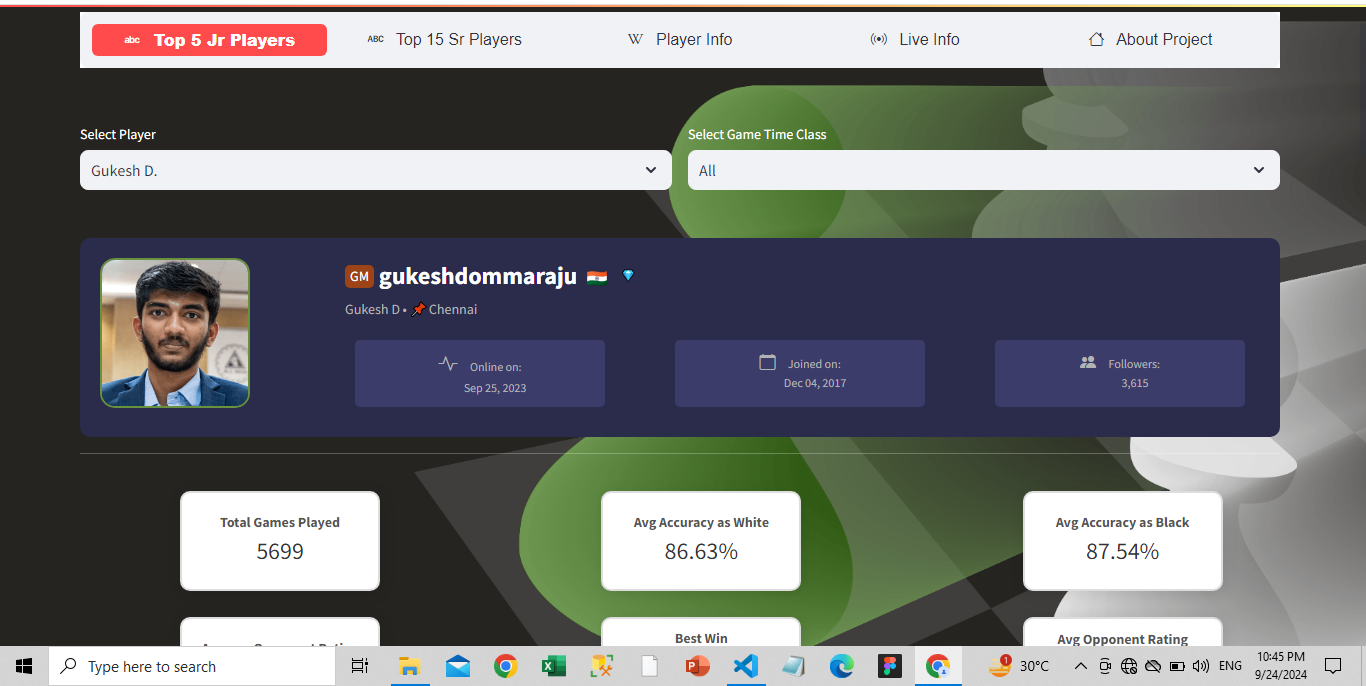 abc Top 5 Jr Players
ABC Top 15 Sr Players
W Player Info
Live Info
About Project
Select Player
Select Game Time Class
Gukesh D.
All
GM gukeshdommaraju
Gukesh D • Chennai
Online on:
Sep 25, 2023
Joined on:
Dec 04, 2017
Followers:
3,615
Total Games Played
5699
Avg Accuracy as White
86.63%
Avg Accuracy as Black
87.54%
Best Win
Avg Opponent Rating
Type here to search
1
30°C
ENG
10:45 PM
9/24/2024